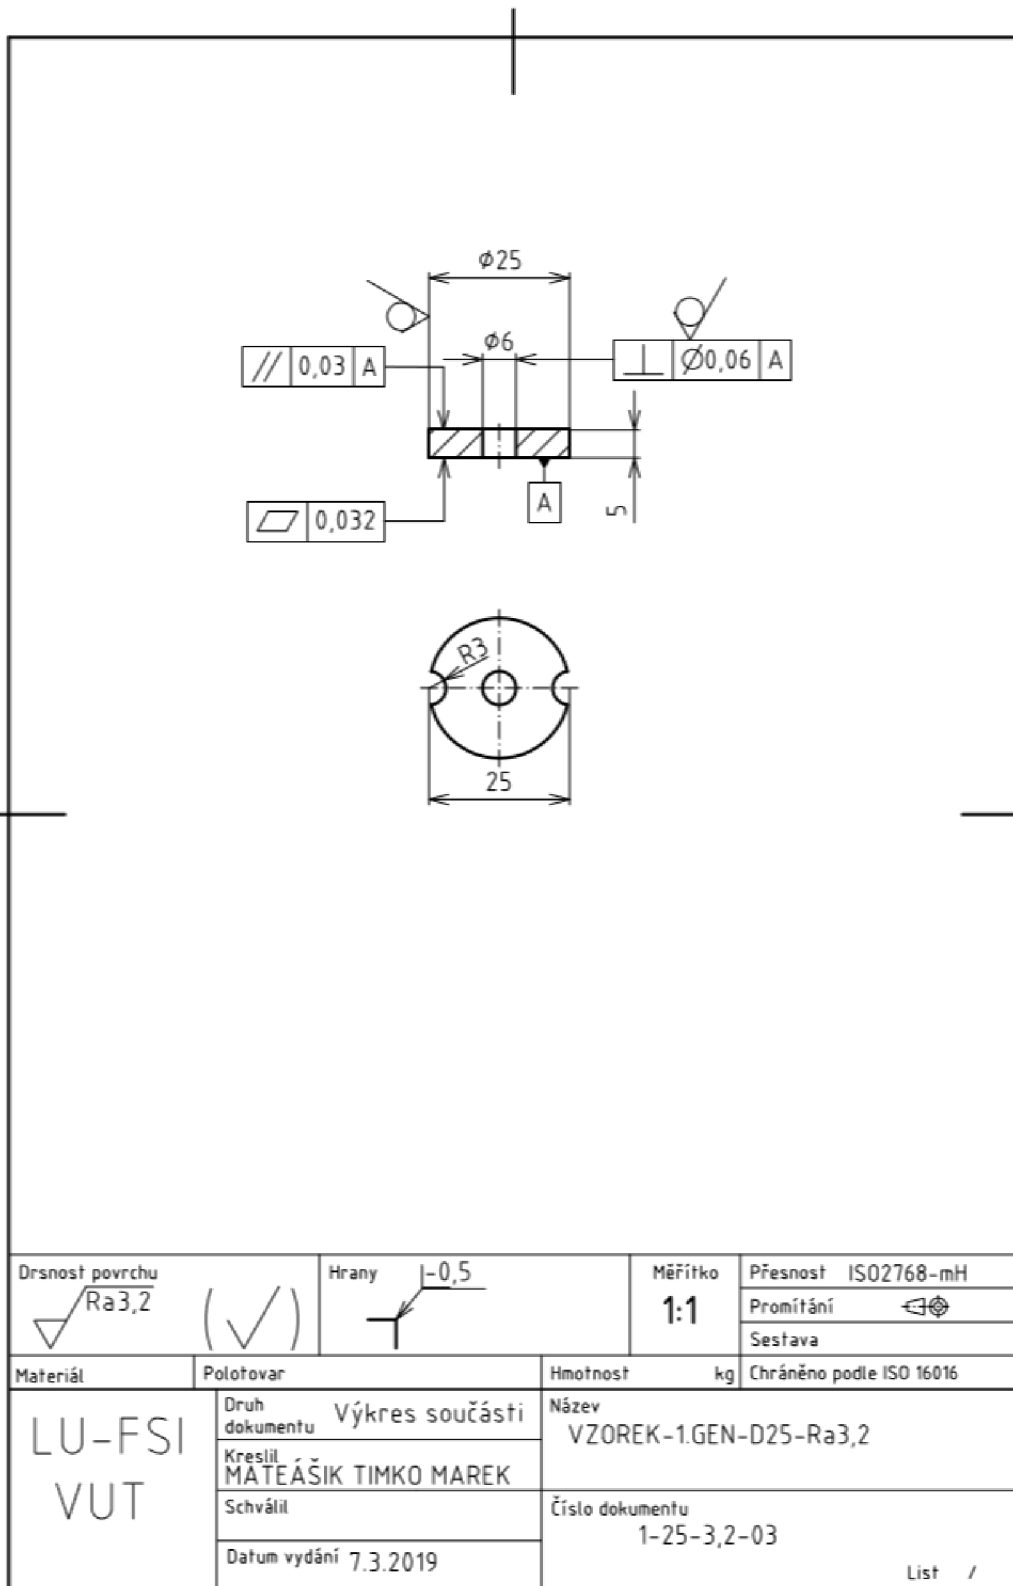 ⌀25
⌀6
// 0,03 A
⊥ ⌀0,06 A
A
5
⏥ 0,032
R3
25
Drsnost povrchu
Ra3,2
Hrany -0,5
Měřítko
1:1
Přesnost ISO2768-mH
Promítání
Sestava
Materiál
Polotovar
Hmotnost kg
Chráněno podle ISO 16016
LU-FSI
VUT
Druh
dokumentu Výkres součásti
Kreslil
MATEÁŠIK TIMKO MAREK
Schválil
Datum vydání 7.3.2019
Název
VZOREK-1.GEN-D25-Ra3,2
Číslo dokumentu
1-25-3,2-03
List /